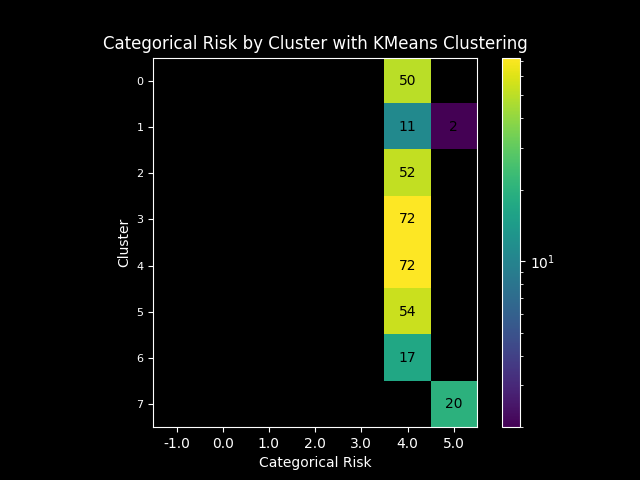 Categorical Risk by Cluster with KMeans Clustering
0 50
1 11 2
2 52
3 72
4 72
5 54
6 17
7 20
Cluster
-1.0 0.0 1.0 2.0 3.0 4.0 5.0
Categorical Risk
10¹